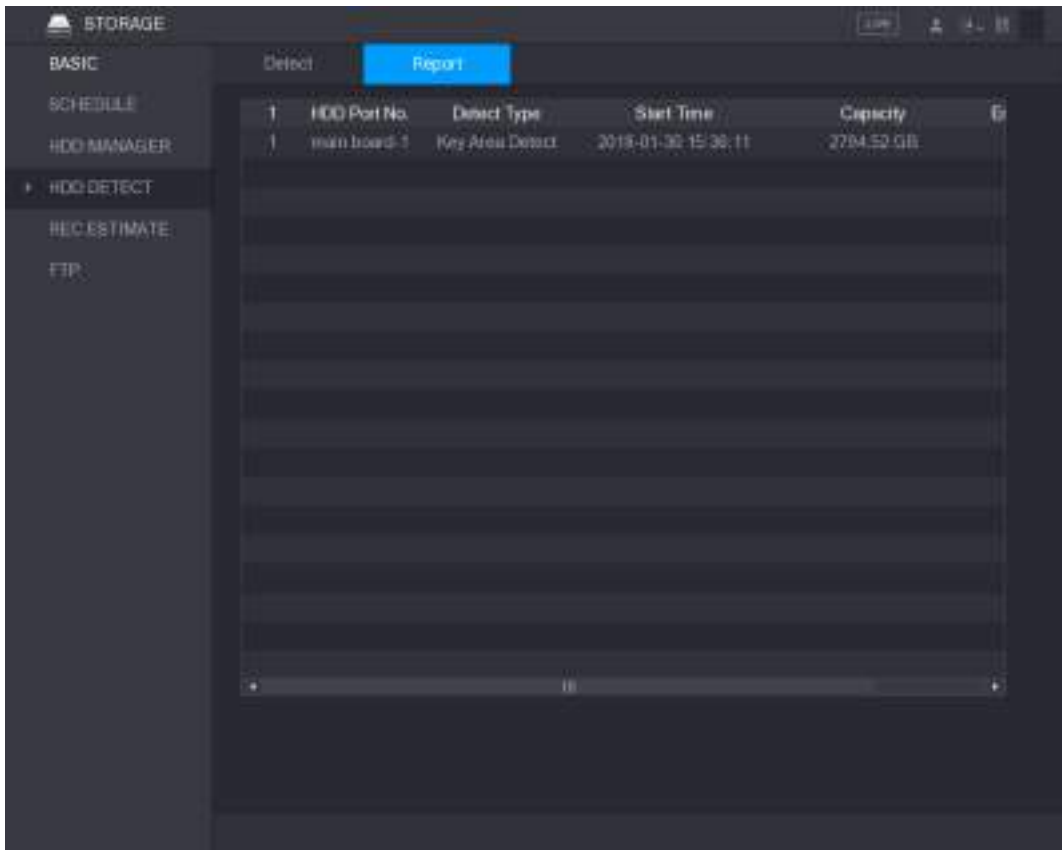 STORAGE
LIVE
BASIC
Detect
Report
SCHEDULE
HDD MANAGER
HDD DETECT
REC ESTIMATE
FTP
1 HDD Port No. Detect Type Start Time Capacity
1 main board-1 Key Area Detect 2018-01-30 15:36:11 2794.52 GB